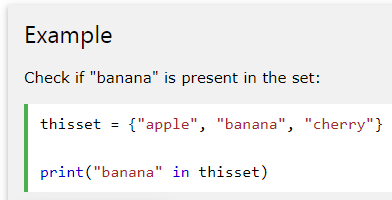 Example
Check if "banana" is present in the set:
thisset = {"apple", "banana", "cherry"}
print("banana" in thisset)